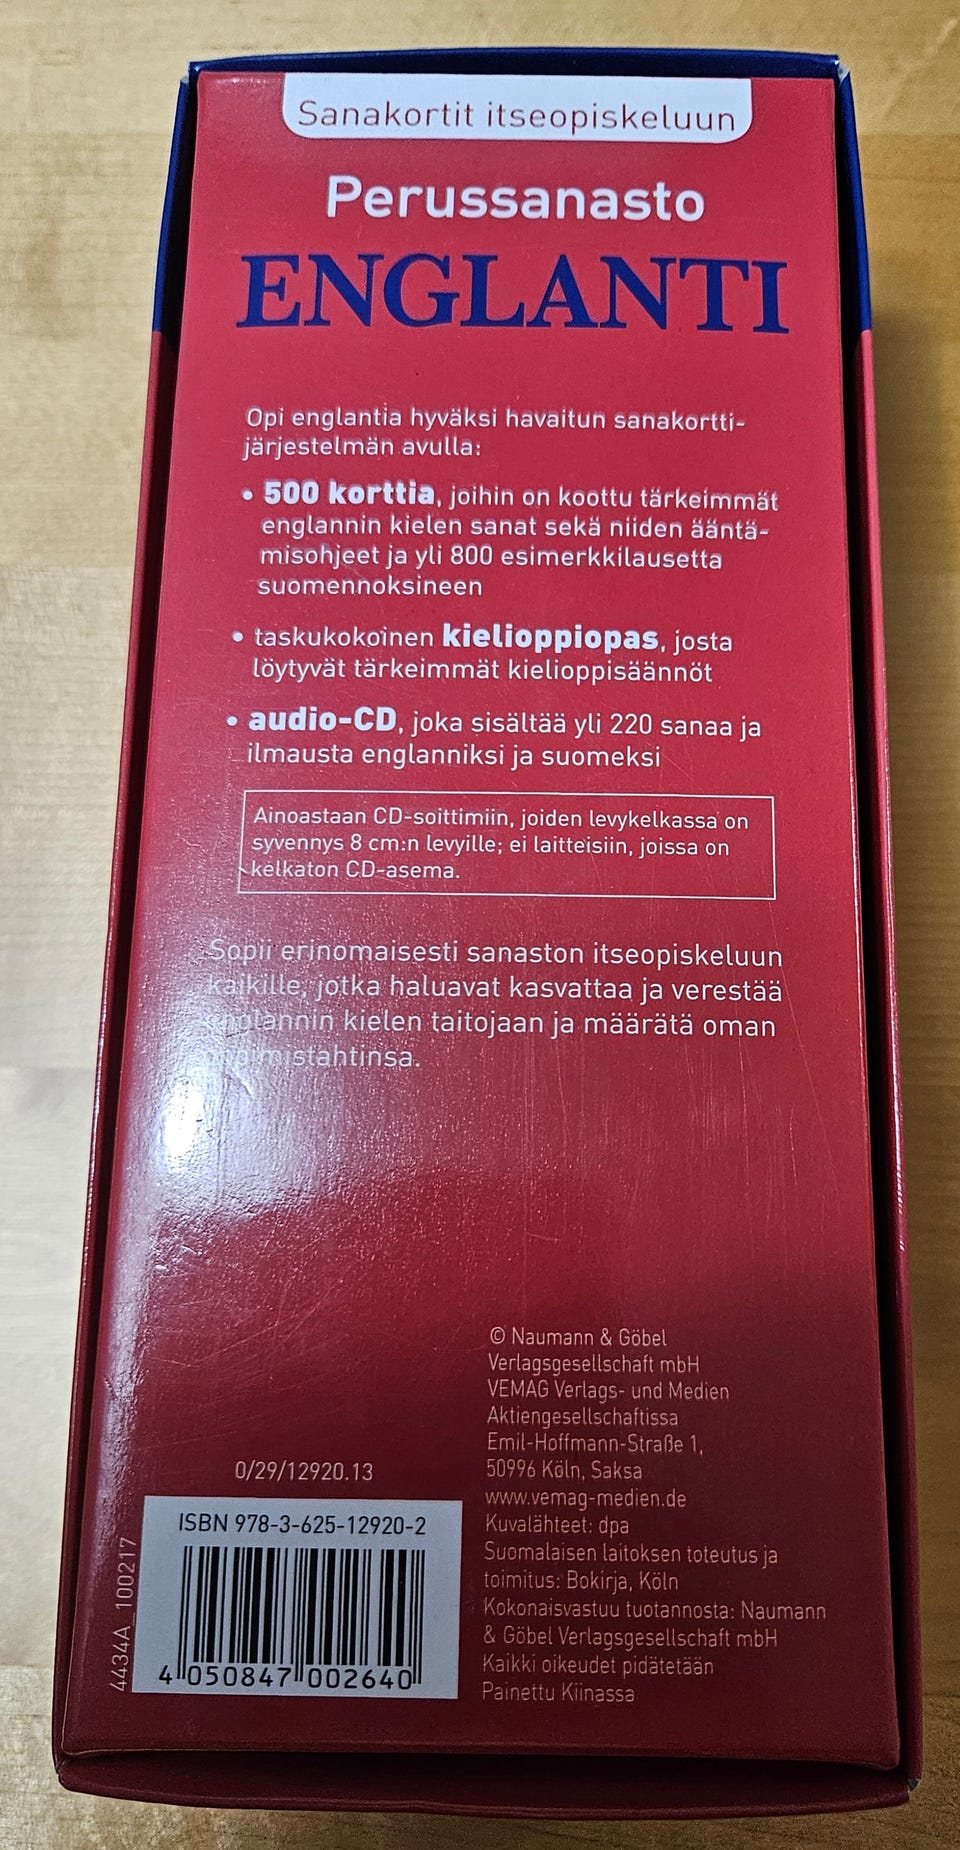 Sanakortit itseopiskeluun
Perussanasto
ENGLANTI
Opi englantia hyväksi havaitun sanakortti-
järjestelmän avulla:
• 500 korttia, joihin on koottu tärkeimmät
englannin kielen sanat sekä niiden ääntä-
misohjeet ja yli 800 esimerkkilausetta
suomennoksineen
• taskukokoinen kielioppiopas, josta
löytyvät tärkeimmät kielioppisäännöt
• audio-CD, joka sisältää yli 220 sanaa ja
ilmausta englanniksi ja suomeksi
Ainoastaan CD-soittimiin, joiden levykelkassa on
syvennys 8 cm:n levyille; ei laitteisiin, joissa on
kelkaton CD-asema.
Sopii erinomaisesti sanaston itseopiskeluun
kaikille, jotka haluavat kasvattaa ja verestää
englannin kielen taitojaan ja määrätä oman
oppimistahtinsa.
© Naumann & Göbel
Verlagsgesellschaft mbH
VEMAG Verlags- und Medien
Aktiengesellschaftissa
Emil-Hoffmann-Straße 1,
50996 Köln, Saksa
www.vemag-medien.de
Kuvalähteet: dpa
Suomalaisen laitoksen toteutus ja
toimitus: Bokirja, Köln
Kokonaisvastuu tuotannosta: Naumann
& Göbel Verlagsgesellschaft mbH
Kaikki oikeudet pidätetään
Painettu Kiinassa
0/29/12920.13
ISBN 978-3-625-12920-2
4 050847 002640
4434A_100217